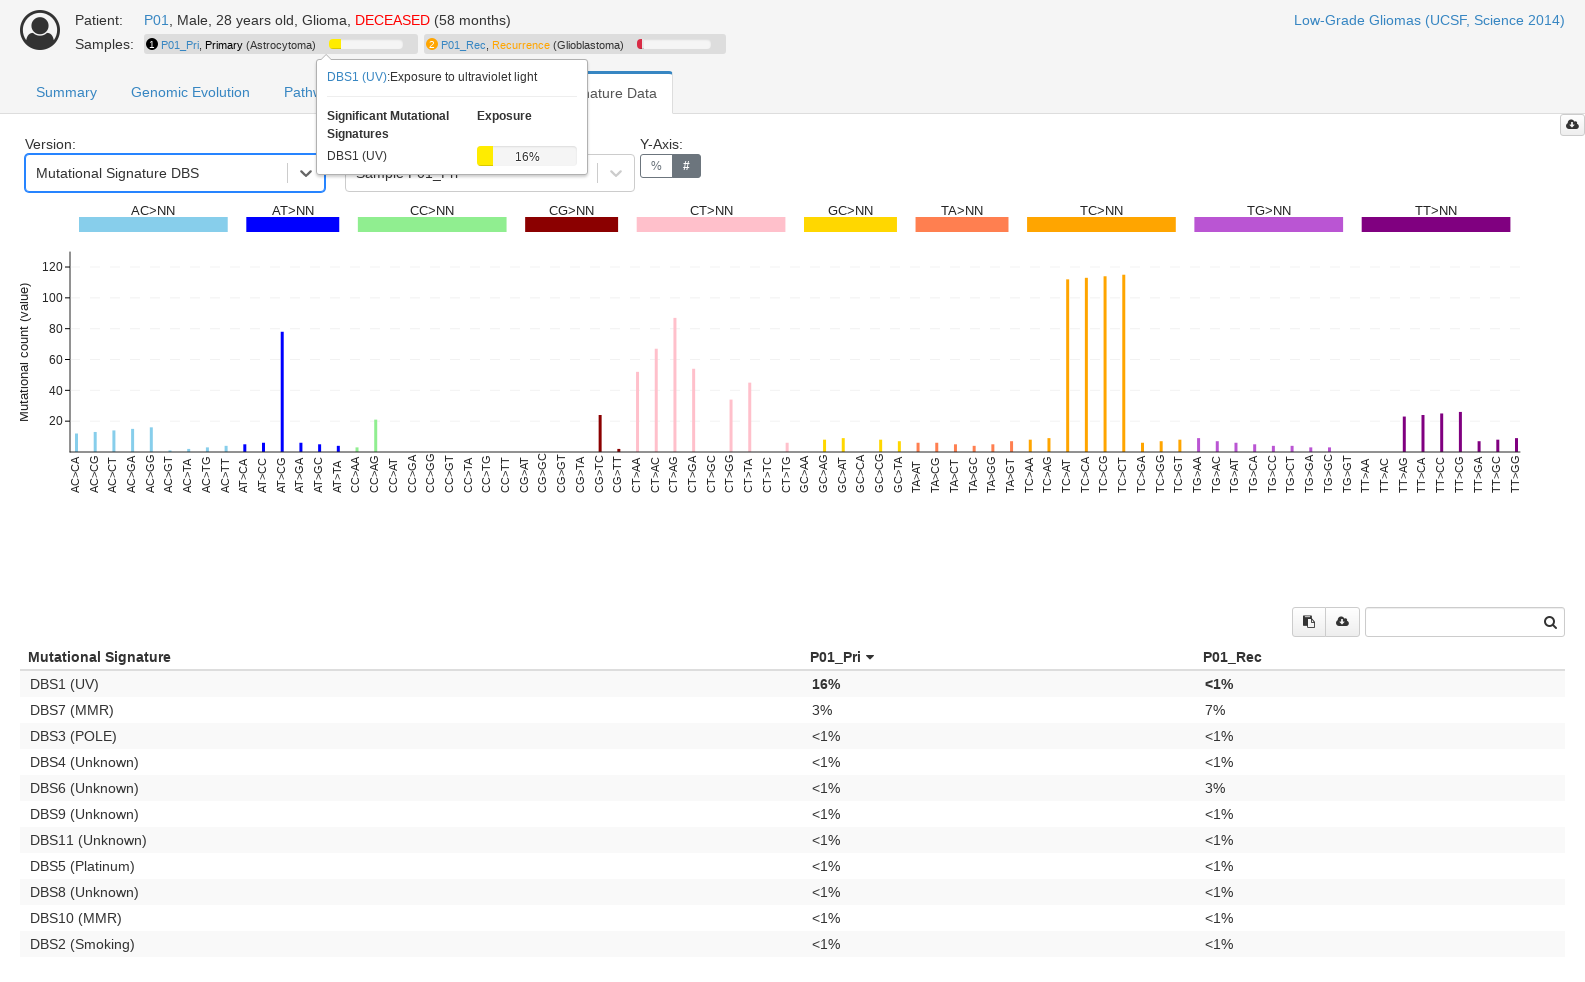 Patient: P01, Male, 28 years old, Glioma, DECEASED (58 months)
Low-Grade Gliomas (UCSF, Science 2014)
Samples: 1 P01_Pri, Primary (Astrocytoma) 2 P01_Rec, Recurrence (Glioblastoma)
DBS1 (UV):Exposure to ultraviolet light
Summary Genomic Evolution Pathw nature Data
Significant Mutational Signatures Exposure
DBS1 (UV) 16%
Version: Y-Axis:
Mutational Signature DBS Sample P01_Pri % #
AC>NN AT>NN CC>NN CG>NN CT>NN GC>NN TA>NN TC>NN TG>NN TT>NN
Mutational count (value)
120
100
80
60
40
20
AC>CA AC>CG AC>CT AC>GA AC>GG AC>GT AC>TA AC>TG AC>TT AT>CA AT>CC AT>CG AT>GA AT>GC AT>TA CC>AA CC>AG CC>AT CC>GA CC>GG CC>GT CC>TA CC>TG CC>TT CG>AT CG>GC CG>GT CG>TA CG>TC CG>TT CT>AA CT>AC CT>AG CT>GA CT>GC CT>GG CT>TA CT>TC CT>TG GC>AA GC>AG GC>AT GC>CA GC>CG GC>TA TA>AT TA>CG TA>CT TA>GC TA>GG TA>GT TC>AA TC>AG TC>AT TC>CA TC>CG TC>CT TC>GA TC>GG TC>GT TG>AA TG>AC TG>AT TG>CA TG>CC TG>CT TG>GA TG>GC TG>GT TT>AA TT>AC TT>AG TT>CA TT>CC TT>CG TT>GA TT>GC TT>GG
Mutational Signature P01_Pri P01_Rec
DBS1 (UV) 16% <1%
DBS7 (MMR) 3% 7%
DBS3 (POLE) <1% <1%
DBS4 (Unknown) <1% <1%
DBS6 (Unknown) <1% 3%
DBS9 (Unknown) <1% <1%
DBS11 (Unknown) <1% <1%
DBS5 (Platinum) <1% <1%
DBS8 (Unknown) <1% <1%
DBS10 (MMR) <1% <1%
DBS2 (Smoking) <1% <1%